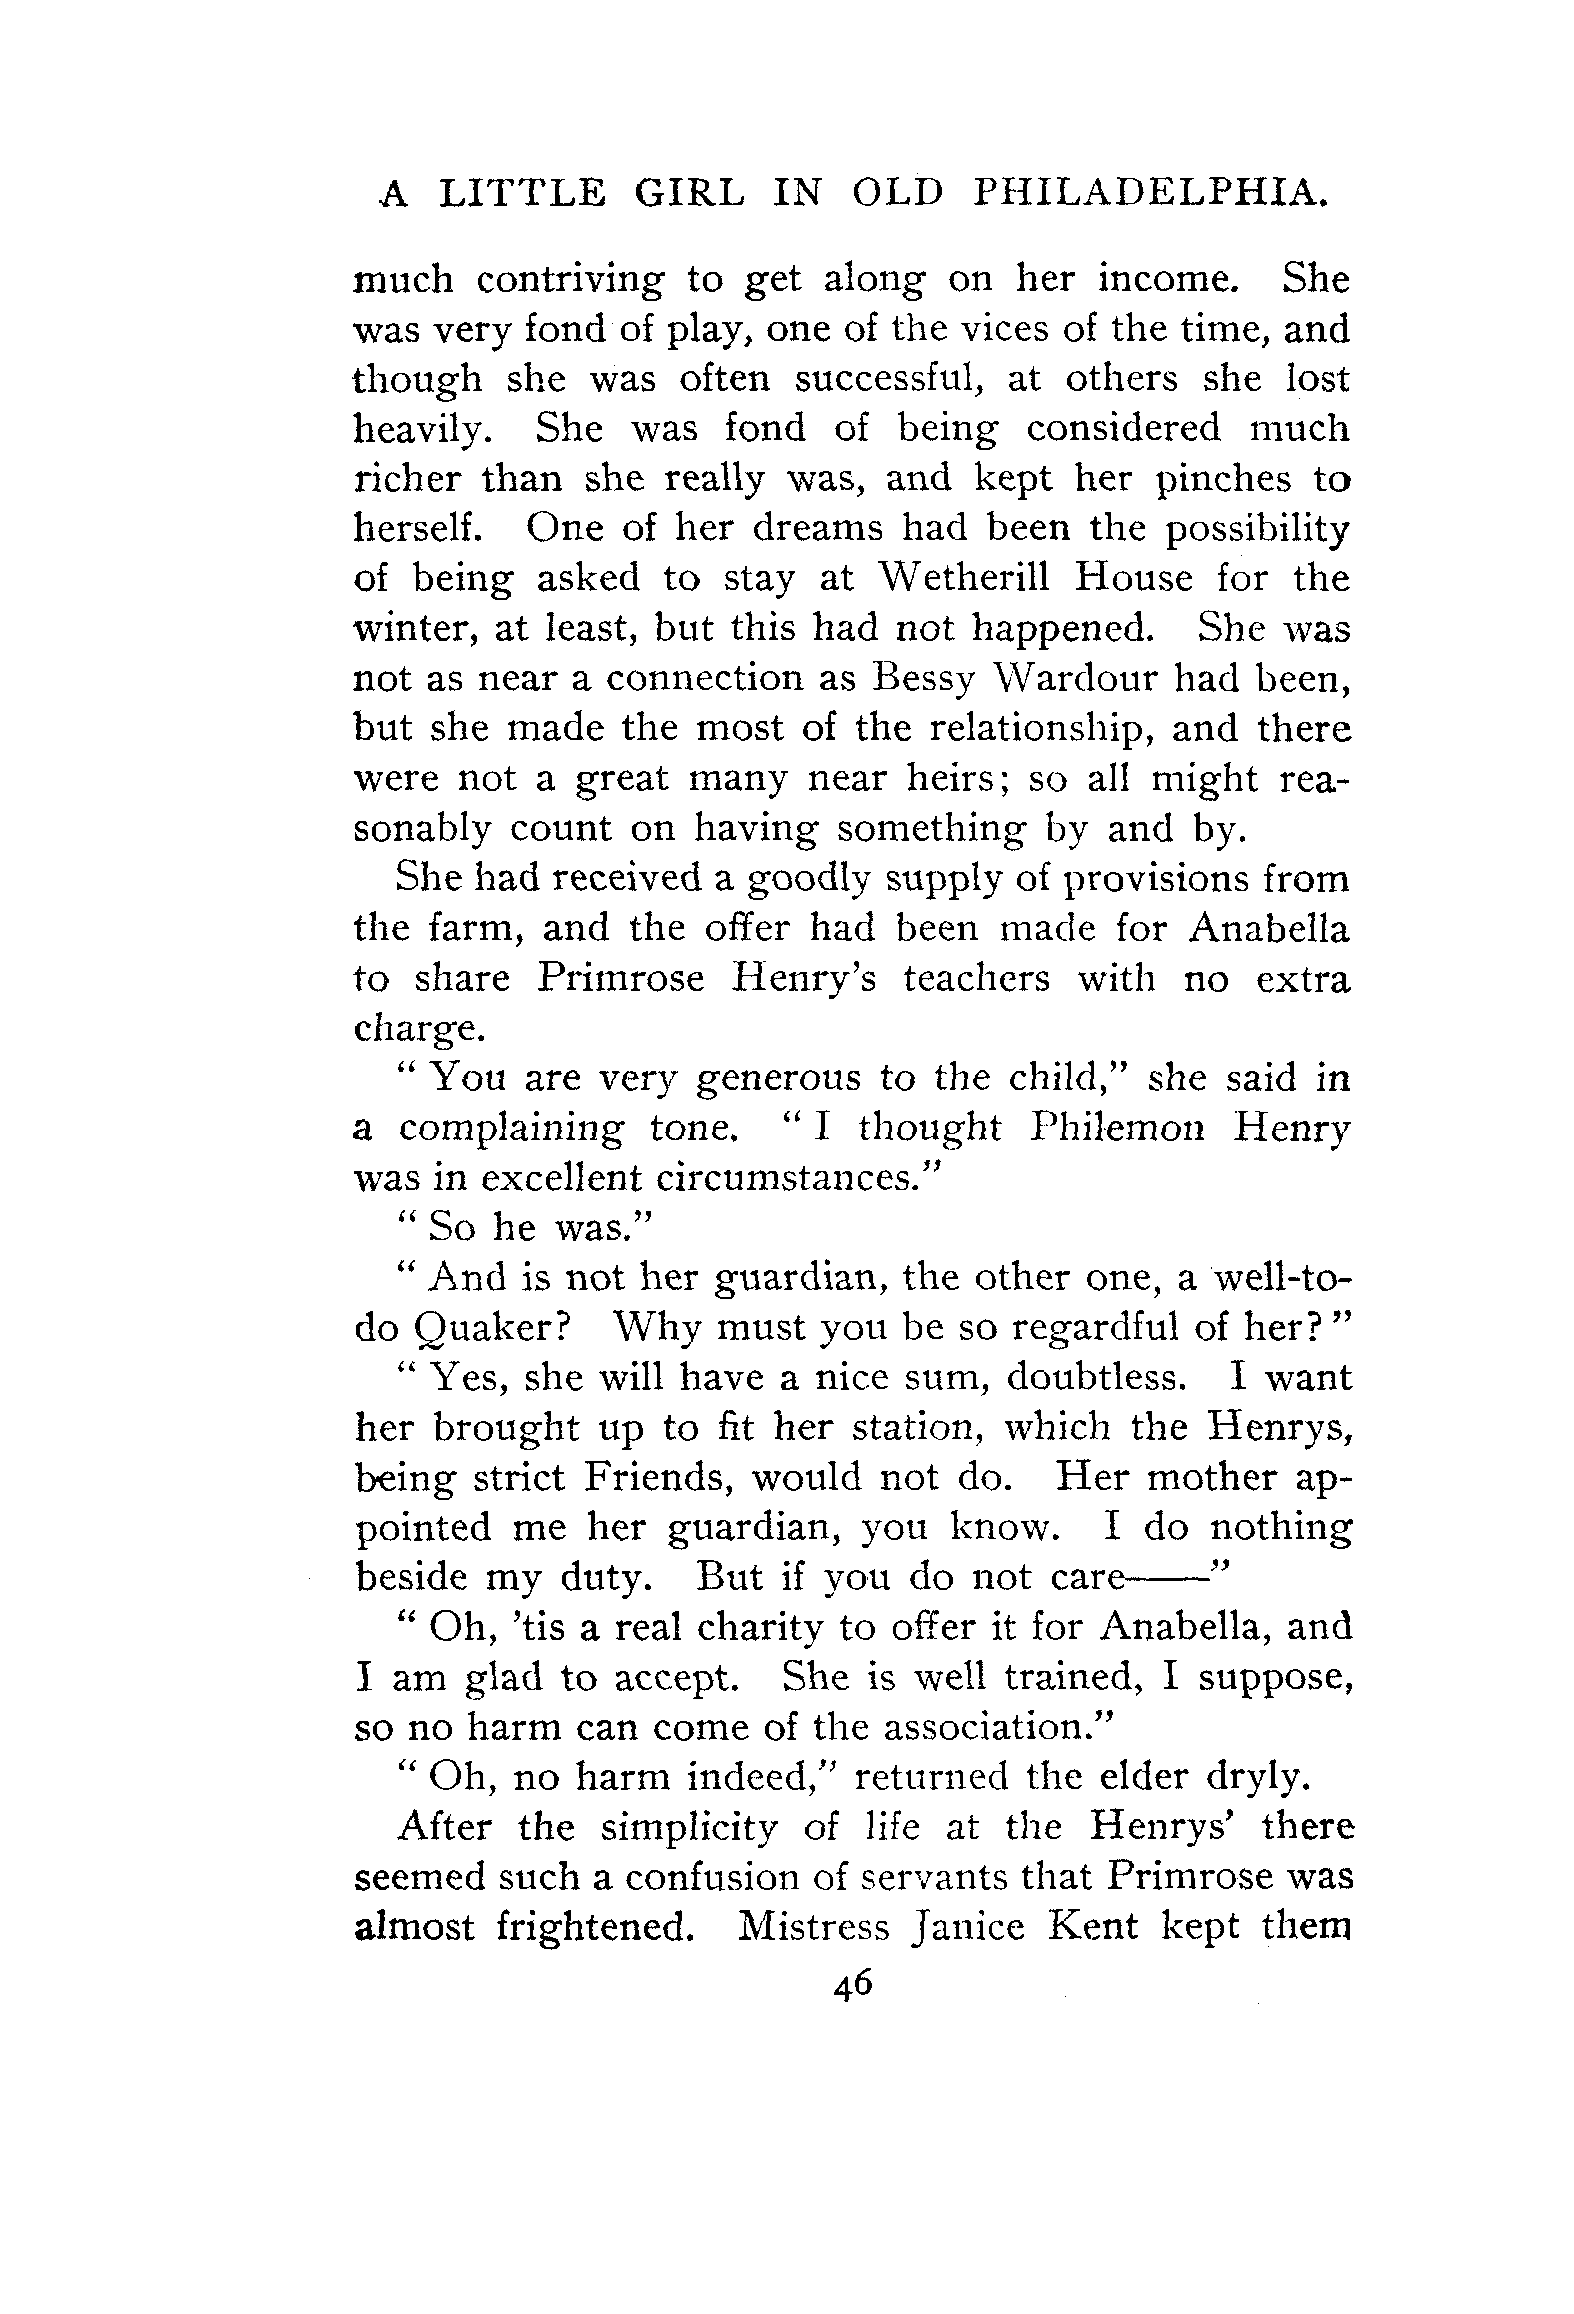 A LITTLE GIRL IN OLD PHILADELPHIA.
much contriving to get along on her income. She
was very fond of play, one of the vices of the time, and
though she was often successful, at others she lost
heavily. She was fond of being considered much
richer than she really was, and kept her pinches to
herself. One of her dreams had been the possibility
of being asked to stay at Wetherill House for the
winter, at least, but this had not happened. She was
not as near a connection as Bessy Wardour had been,
but she made the most of the relationship, and there
were not a great many near heirs; so all might rea-
sonably count on having something by and by.
She had received a goodly supply of provisions from
the farm, and the offer had been made for Anabella
to share Primrose Henry's teachers with no extra
charge.
" You are very generous to the child," she said in
a complaining tone. " I thought Philemon Henry
was in excellent circumstances."
" So he was."
" And is not her guardian, the other one, a well-to-
do Quaker? Why must you be so regardful of her? "
" Yes, she will have a nice sum, doubtless. I want
her brought up to fit her station, which the Henrys,
being strict Friends, would not do. Her mother ap-
pointed me her guardian, you know. I do nothing
beside my duty. But if you do not care——"
" Oh, 'tis a real charity to offer it for Anabella, and
I am glad to accept. She is well trained, I suppose,
so no harm can come of the association."
" Oh, no harm indeed," returned the elder dryly.
After the simplicity of life at the Henrys' there
seemed such a confusion of servants that Primrose was
almost frightened. Mistress Janice Kent kept them
46